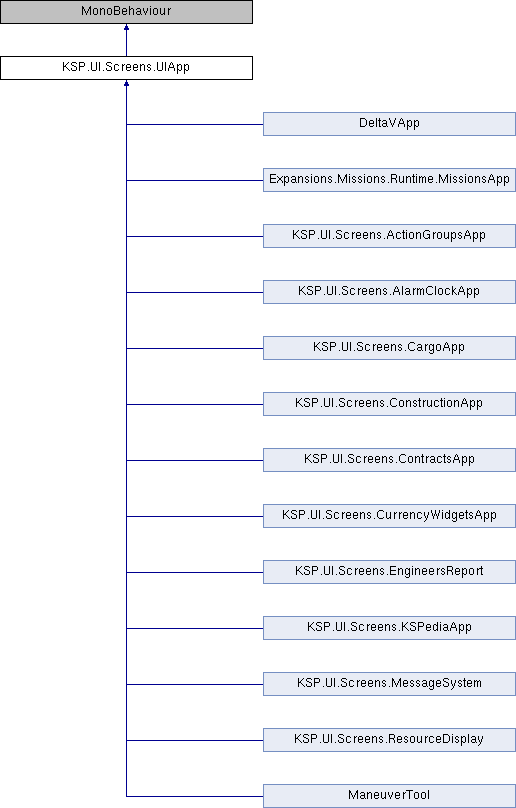 MonoBehaviour
KSP.UI.Screens.UIApp
DeltaVApp
Expansions.Missions.Runtime.MissionsApp
KSP.UI.Screens.ActionGroupsApp
KSP.UI.Screens.AlarmClockApp
KSP.UI.Screens.CargoApp
KSP.UI.Screens.ConstructionApp
KSP.UI.Screens.ContractsApp
KSP.UI.Screens.CurrencyWidgetsApp
KSP.UI.Screens.EngineersReport
KSP.UI.Screens.KSPediaApp
KSP.UI.Screens.MessageSystem
KSP.UI.Screens.ResourceDisplay
ManeuverTool